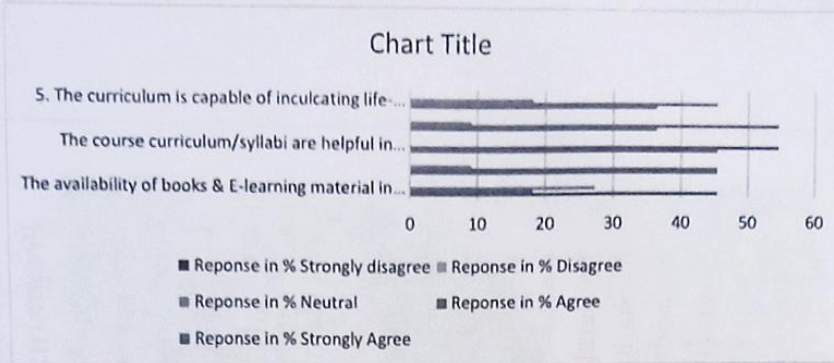 Chart Title
5. The curriculum is capable of inculcating life-...
The course curriculum/syllabi are helpful in...
The availability of books & E-learning material in...
0 10 20 30 40 50 60
Reponse in % Strongly disagree Reponse in % Disagree
Reponse in % Neutral Reponse in % Agree
Reponse in % Strongly Agree